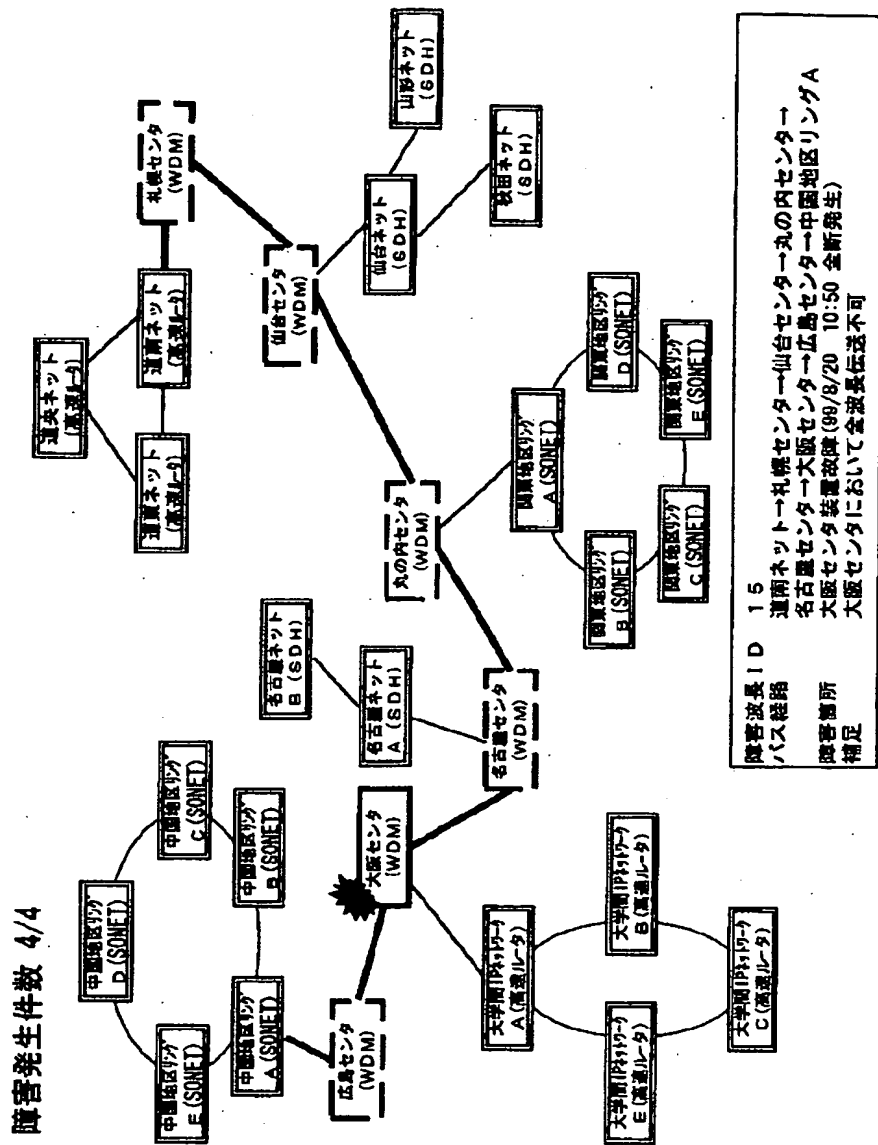 障害発生件数 4/4
中国地区リング
D (SONET)
中国地区リング
E (SONET)
中国地区リング
C (SONET)
中国地区リング
A (SONET)
中国地区リング
B (SONET)
広島センタ
(WDM)
大阪センタ
(WDM)
大学間IPネットワーク
A (高速ルータ)
大学間IPネットワーク
E (高速ルータ)
大学間IPネットワーク
B (高速ルータ)
大学間IPネットワーク
C (高速ルータ)
名古屋ネット
B (SDH)
名古屋ネット
A (SDH)
名古屋センタ
(WDM)
丸の内センタ
(WDM)
関東地区リング
A (SONET)
関東地区リング
B (SONET)
関東地区リング
D (SONET)
関東地区リング
C (SONET)
関東地区リング
E (SONET)
道央ネット
(高速ルータ)
道東ネット
(高速ルータ)
道南ネット
(高速ルータ)
札幌センタ
(WDM)
仙台センタ
(WDM)
仙台ネット
(SDH)
山形ネット
(SDH)
秋田ネット
(SDH)
障害波長ID 15
パス経路 道南ネット→札幌センタ→仙台センタ→丸の内センタ→
名古屋センタ→大阪センタ→広島センタ→中国地区リングA
障害箇所 大阪センタ装置故障(99/8/20 10:50 全断発生)
補足 大阪センタにおいて全波長伝送不可